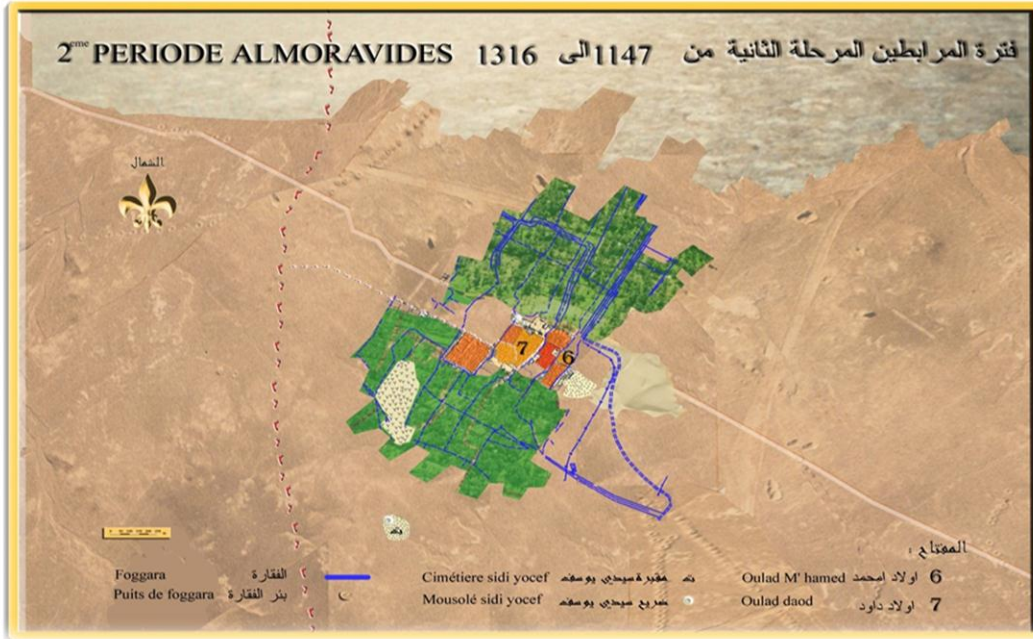 2eme PERIODE ALMORAVIDES 1316 الى 1147 فترة المرابطين المرحلة الثانية من
الشمال
7
6
المفتاح :
Foggara الفقارة
Puits de foggara بئر الفقارة
Cimétiere sidi yocef مقبرة سيدي يوسف
Mousolé sidi yocef ضريح سيدي يوسف
Oulad M' hamed اولاد امحمد 6
Oulad daod اولاد داود 7